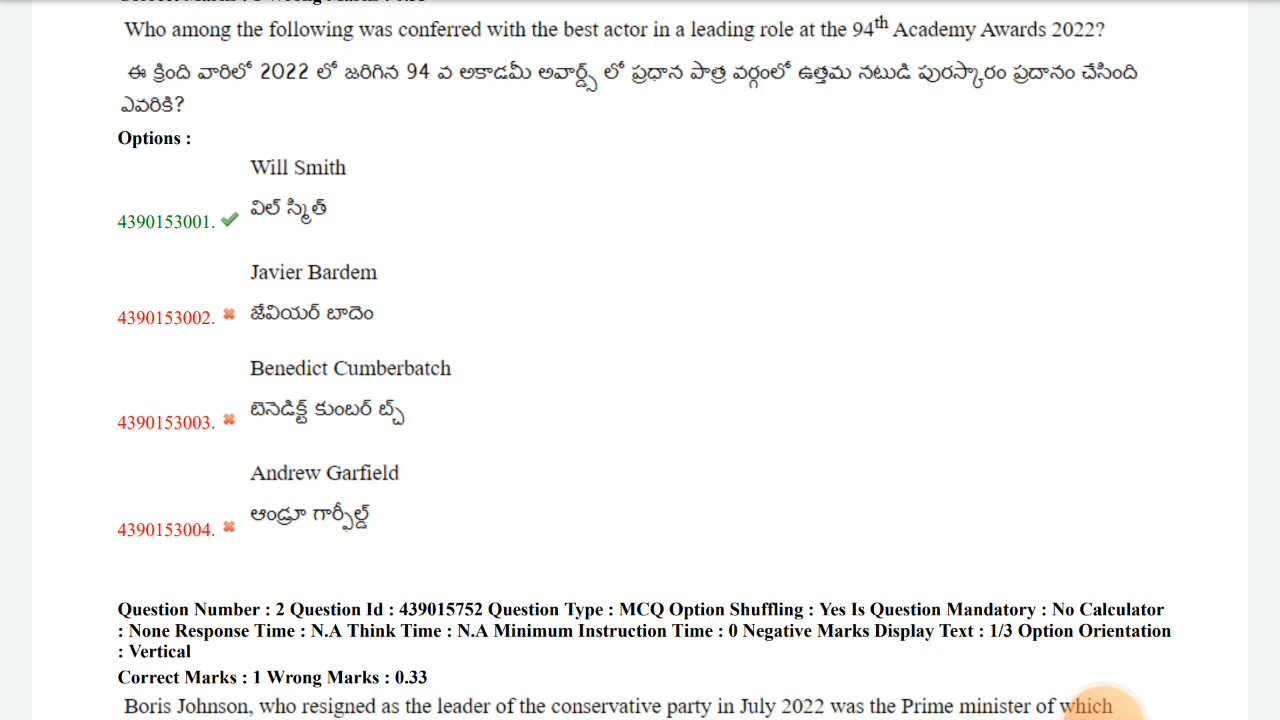 Who among the following was conferred with the best actor in a leading role at the 94th Academy Awards 2022?
ఈ క్రింది వారిలో 2022 లో జరిగిన 94 వ అకాడమీ అవార్డ్స్ లో ప్రధాన పాత్ర వర్గంలో ఉత్తమ నటుడి పురస్కారం ప్రదానం చేసింది
ఎవరికి?
Options :
Will Smith
4390153001. విల్ స్మిత్
Javier Bardem
4390153002. జేవియర్ బాదెం
Benedict Cumberbatch
4390153003. బెనెడిక్ట్ కుంబర్ బ్చ్
Andrew Garfield
4390153004. ఆండ్రూ గార్ఫీల్డ్
Question Number : 2 Question Id : 439015752 Question Type : MCQ Option Shuffling : Yes Is Question Mandatory : No Calculator
: None Response Time : N.A Think Time : N.A Minimum Instruction Time : 0 Negative Marks Display Text : 1/3 Option Orientation
: Vertical
Correct Marks : 1 Wrong Marks : 0.33
Boris Johnson, who resigned as the leader of the conservative party in July 2022 was the Prime minister of which